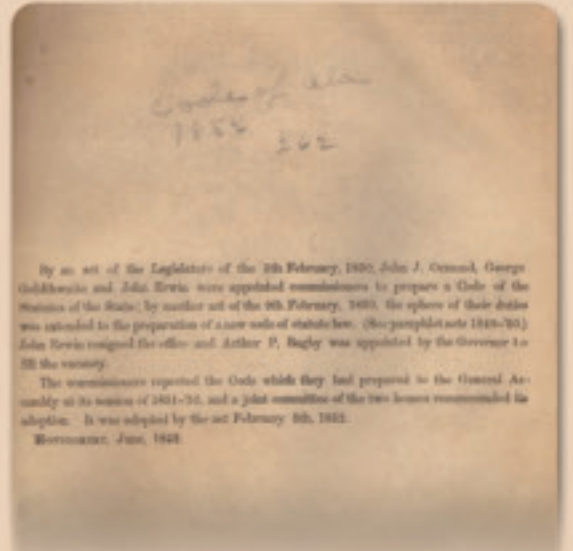 Code of Ala
1852 262
By an act of the Legislature of the 5th February, 1850, John J. Ormond, George
Goldthwaite and John Erwin were appointed commissioners to prepare a Code of the
Statutes of the State; by another act of the 9th February, 1850, the sphere of their duties
was extended to the preparation of a new code of statute law. (See pamphlet acts 1849-'50.)
John Erwin resigned the office and Arthur P. Bagby was appointed by the Governor to
fill the vacancy.
The commissioners reported the Code which they had prepared to the General As-
sembly at its session of 1851-'52, and a joint committee of the two houses recommended its
adoption. It was adopted by the act February 5th, 1852.
MONTGOMERY, June,